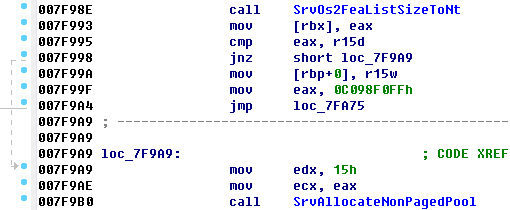 007F98E call SrvOs2FeaListSizeToNt
007F993 mov [rbx], eax
007F995 cmp eax, r15d
007F998 jnz short loc_7F9A9
007F99A mov [rbp+0], r15w
007F99F mov eax, 0C098F0FFh
007F9A4 jmp loc_7FA75
007F9A9 ; ---------------------------------------------------
007F9A9
007F9A9 loc_7F9A9: ; CODE XREF
007F9A9 mov edx, 15h
007F9AE mov ecx, eax
007F9B0 call SrvAllocateNonPagedPool